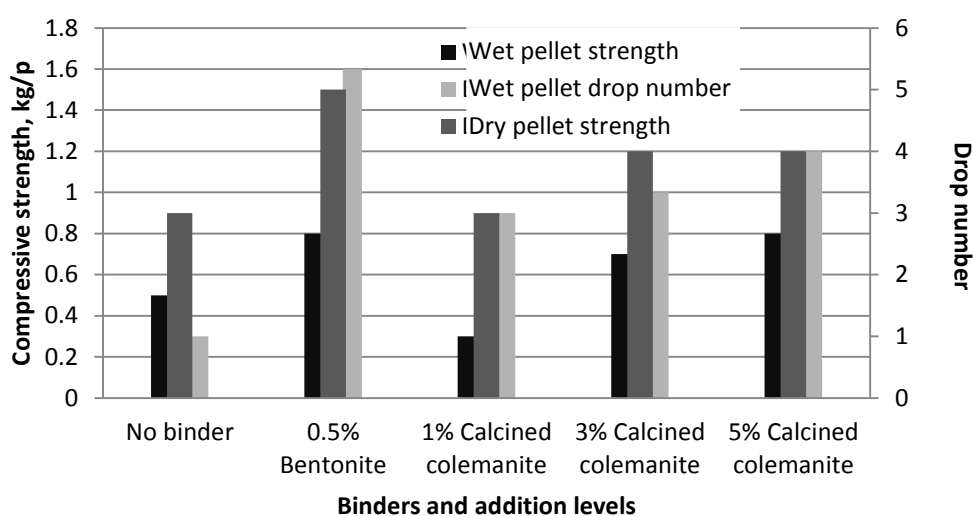 Compressive strength, kg/p
1.8
1.6
1.4
1.2
1
0.8
0.6
0.4
0.2
0
\Wet pellet strength
IWet pellet drop number
IDry pellet strength
6
5
4
3
2
1
0
Drop number
No binder
0.5%
Bentonite
1% Calcined
colemanite
3% Calcined
colemanite
5% Calcined
colemanite
Binders and addition levels